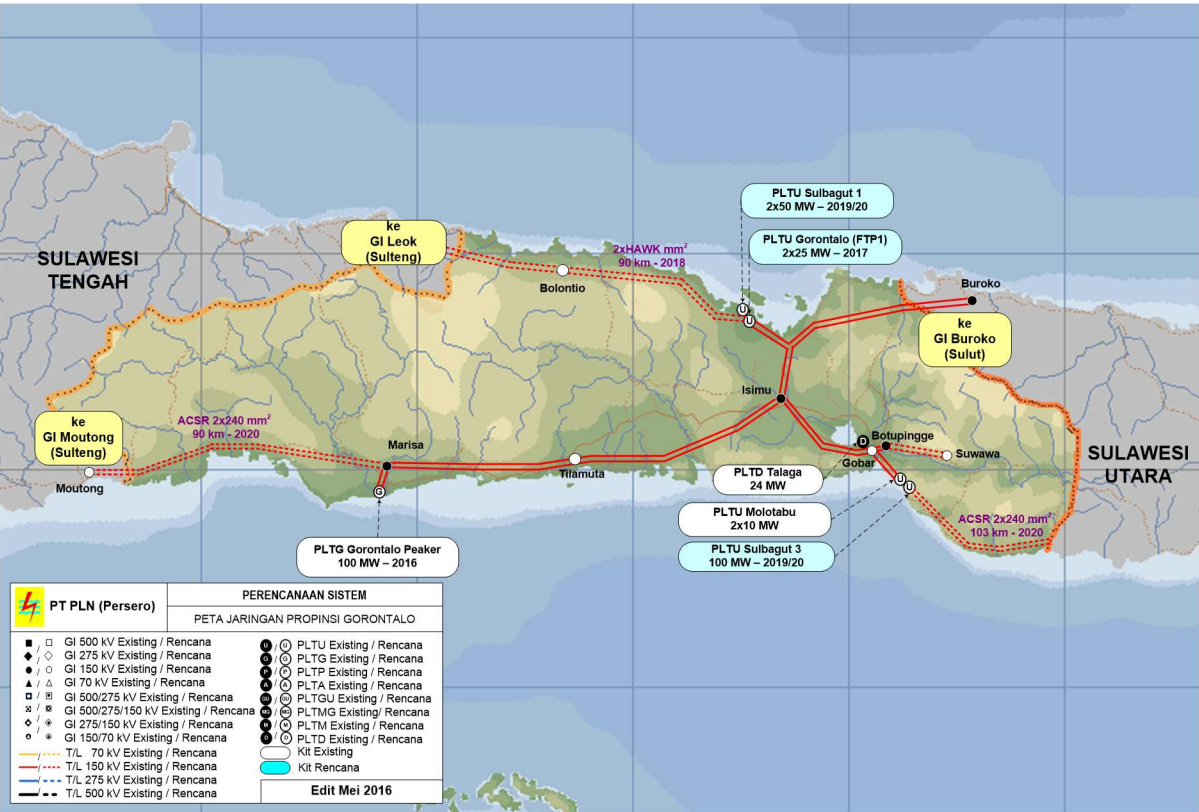 PLTU Sulbagut 1
2x50 MW – 2019/20
PLTU Gorontalo (FTP1)
2x25 MW – 2017
ke
GI Leok
(Sulteng)
2xHAWK mm²
90 km - 2018
SULAWESI
TENGAH
Bolontio
Buroko
ke
GI Buroko
(Sulut)
Isimu
ke
GI Moutong
(Sulteng)
ACSR 2x240 mm²
90 km - 2020
Marisa
Moutong
Tilamuta
D
Botupingge
Gobar
Suwawa
SULAWESI
UTARA
U
U
U
U
G
PLTD Talaga
24 MW
PLTU Molotabu
2x10 MW
PLTU Sulbagut 3
100 MW – 2019/20
ACSR 2x240 mm²
103 km - 2020
PLTG Gorontalo Peaker
100 MW – 2016
PT PLN (Persero)
PERENCANAAN SISTEM
PETA JARINGAN PROPINSI GORONTALO
/ GI 500 kV Existing / Rencana
/ GI 275 kV Existing / Rencana
/ GI 150 kV Existing / Rencana
/ GI 70 kV Existing / Rencana
/ GI 500/275 kV Existing / Rencana
/ GI 500/275/150 kV Existing / Rencana
/ GI 275/150 kV Existing / Rencana
/ GI 150/70 kV Existing / Rencana
/ T/L 70 kV Existing / Rencana
/ T/L 150 kV Existing / Rencana
/ T/L 275 kV Existing / Rencana
/ T/L 500 kV Existing / Rencana
U / U PLTU Existing / Rencana
G / G PLTG Existing / Rencana
P / P PLTP Existing / Rencana
A / A PLTA Existing / Rencana
GU / GU PLTGU Existing / Rencana
MG / MG PLTMG Existing/ Rencana
M / M PLTM Existing / Rencana
D / D PLTD Existing / Rencana
Kit Existing
Kit Rencana
Edit Mei 2016